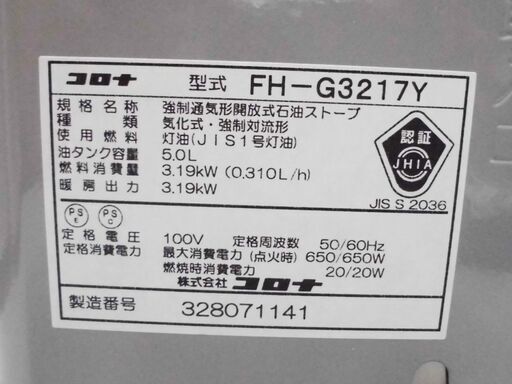 コロナ 型式 FH-G3217Y
規格名称 強制通気形開放式石油ストーブ
種類 気化式・強制対流形
使用燃料 灯油(JIS1号灯油)
油タンク容量 5.0L
燃料消費量 3.19kW (0.310L/h)
暖房出力 3.19kW
認証
JHIA
JIS S 2036
PS E PS C
定格電圧 100V 定格周波数 50/60Hz
定格消費電力 最大消費電力 (点火時) 650/650W
燃焼時消費電力 20/20W
株式会社 コロナ
製造番号 328071141